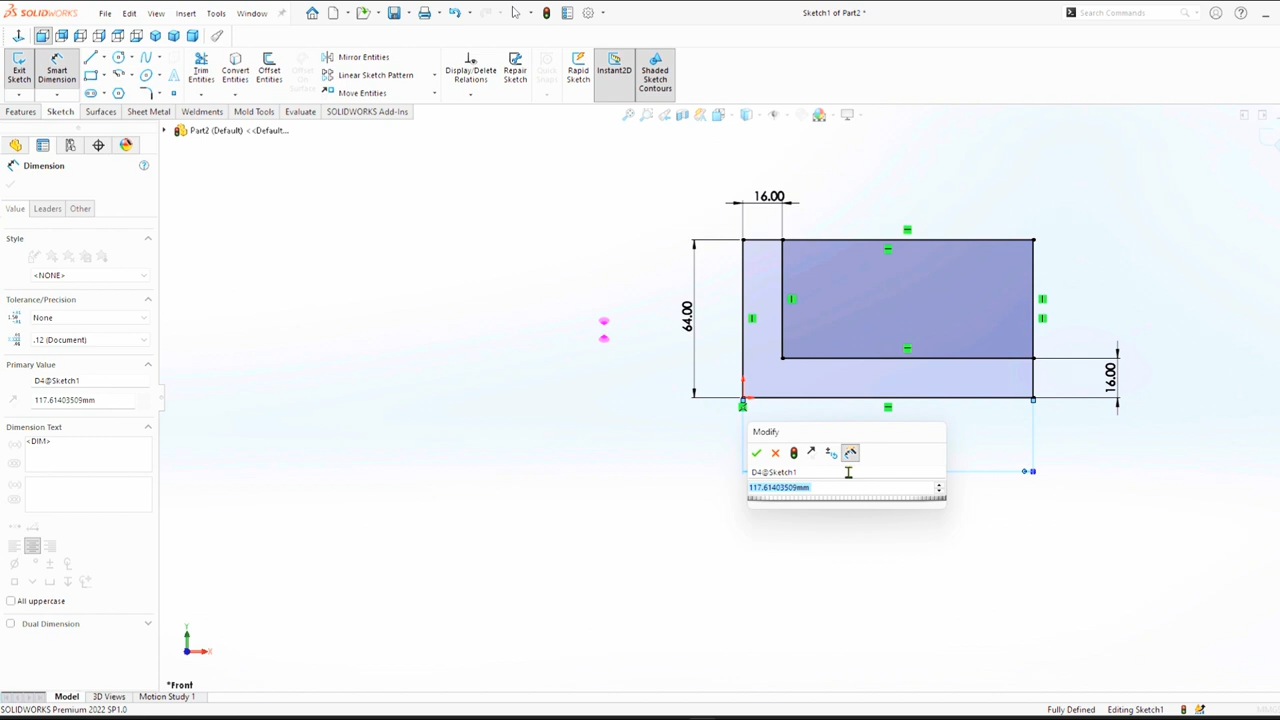 SOLIDWORKS
File
Edit
View
Insert
Tools
Window
Sketch1 of Part2 *
Search Commands
Exit Sketch
Smart Dimension
Trim Entities
Convert Entities
Offset Entities
Offset On Surface
Mirror Entities
Linear Sketch Pattern
Move Entities
Display/Delete Relations
Repair Sketch
Quick Snaps
Rapid Sketch
Instant2D
Shaded Sketch Contours
Features
Sketch
Surfaces
Sheet Metal
Weldments
Mold Tools
Evaluate
SOLIDWORKS Add-Ins
Part2 (Default) <<Default...
Dimension
Value
Leaders
Other
Style
<NONE>
Tolerance/Precision
None
.12 (Document)
Primary Value
D4@Sketch1
117.61403509mm
Dimension Text
<DIM>
All uppercase
Dual Dimension
16.00
64.00
16.00
Modify
D4@Sketch1
117.61403509mm
Y
X
*Front
Model
3D Views
Motion Study 1
SOLIDWORKS Premium 2022 SP1.0
Fully Defined
Editing Sketch1